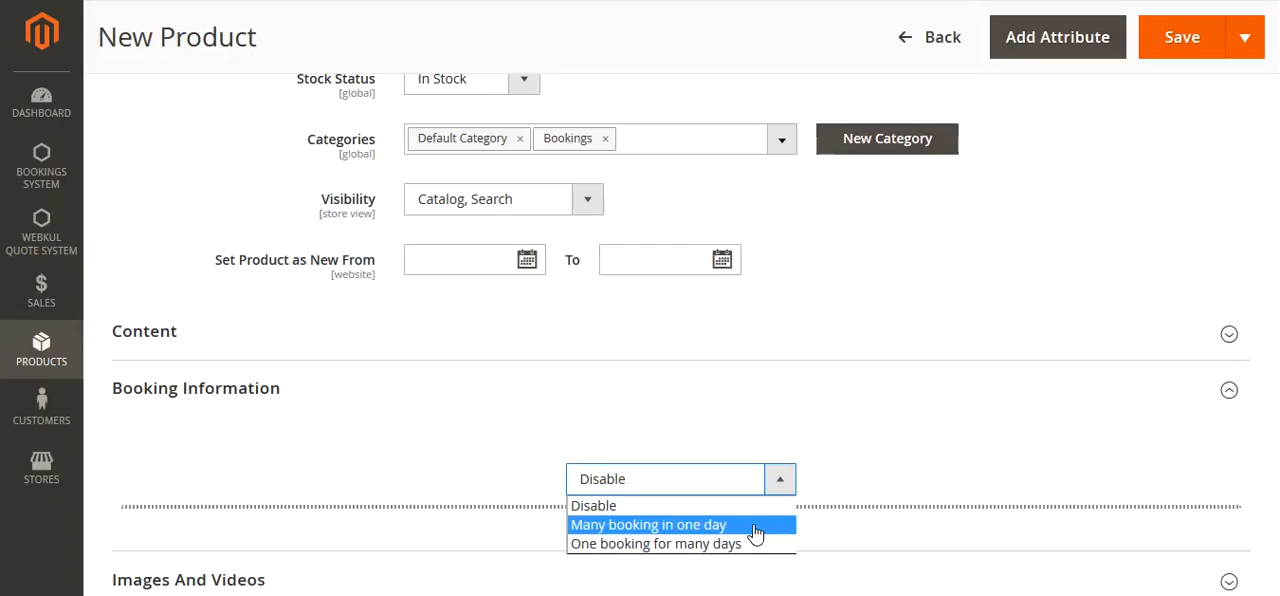 New Product
Back
Add Attribute
Save
DASHBOARD
BOOKINGS
SYSTEM
WEBKUL
QUOTE SYSTEM
SALES
PRODUCTS
CUSTOMERS
STORES
Stock Status
[global]
In Stock
Categories
[global]
Default Category × Bookings ×
New Category
Visibility
[store view]
Catalog, Search
Set Product as New From
[website]
To
Content
Booking Information
Disable
Disable
Many booking in one day
One booking for many days
Images And Videos